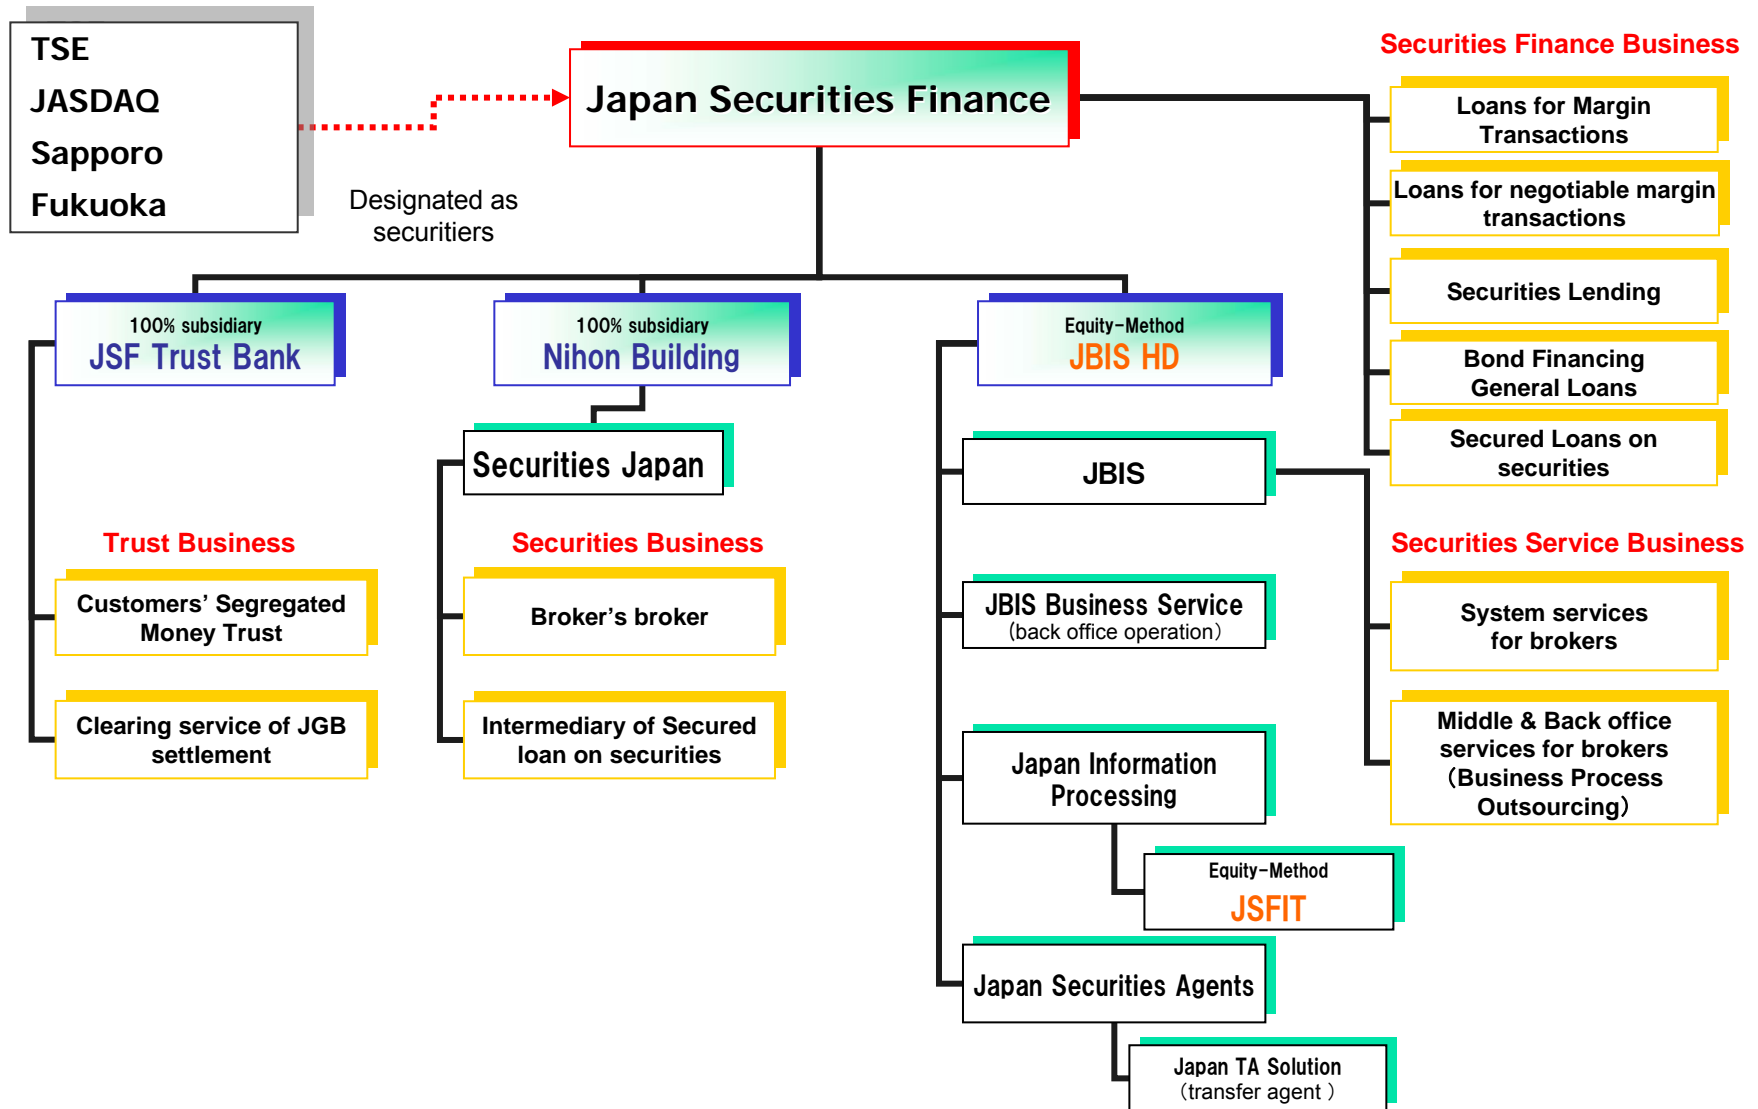 TSE
JASDAQ
Sapporo
Fukuoka
Designated as
securitiers
Japan Securities Finance
Securities Finance Business
Loans for Margin
Transactions
Loans for negotiable margin
transactions
Securities Lending
Bond Financing
General Loans
Secured Loans on
securities
100% subsidiary
JSF Trust Bank
Trust Business
Customers’ Segregated
Money Trust
Clearing service of JGB
settlement
100% subsidiary
Nihon Building
Securities Japan
Securities Business
Broker’s broker
Intermediary of Secured
loan on securities
Equity-Method
JBIS HD
JBIS
JBIS Business Service
(back office operation)
Japan Information
Processing
Equity-Method
JSFIT
Japan Securities Agents
Japan TA Solution
(transfer agent )
Securities Service Business
System services
for brokers
Middle & Back office
services for brokers
(Business Process
Outsourcing)